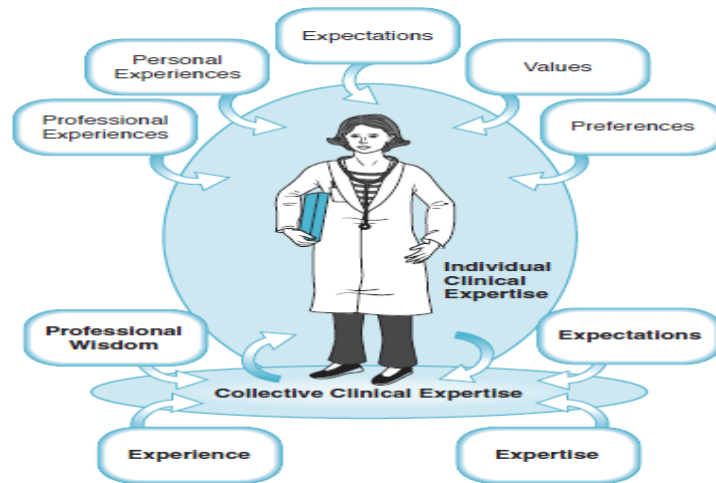 Expectations
Personal
Experiences
Values
Professional
Experiences
Preferences
Individual
Clinical
Expertise
Professional
Wisdom
Expectations
Collective Clinical Expertise
Experience
Expertise